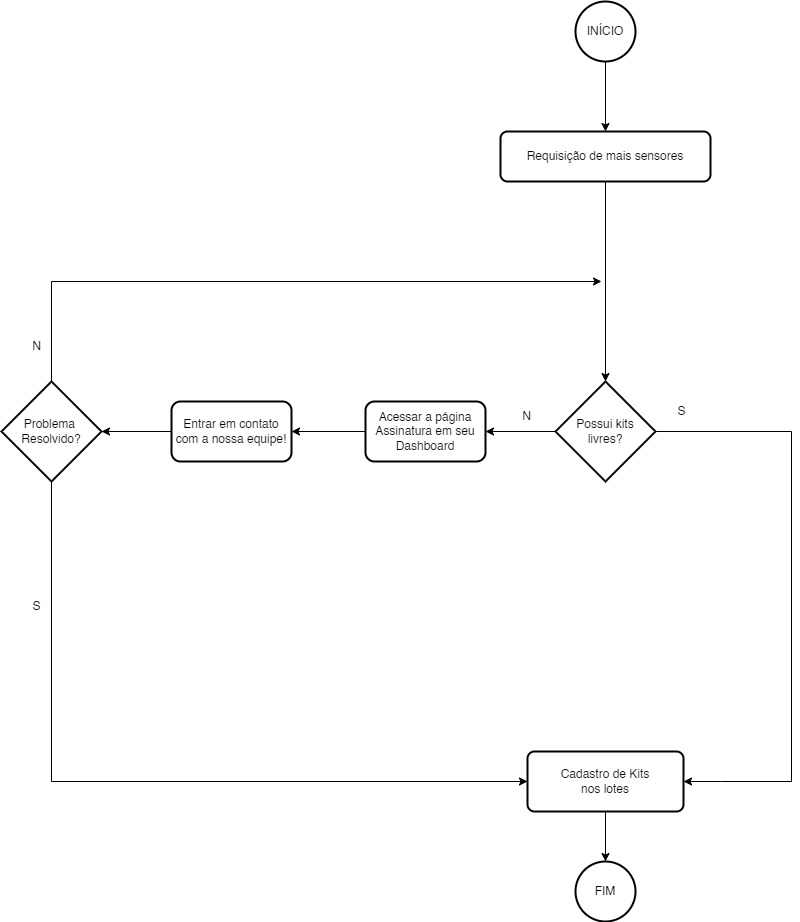 INÍCIO
Requisição de mais sensores
N
Problema
Resolvido?
Entrar em contato
com a nossa equipe!
Acessar a página
Assinatura em seu
Dashboard
N
Possui kits
livres?
S
S
Cadastro de Kits
nos lotes
FIM